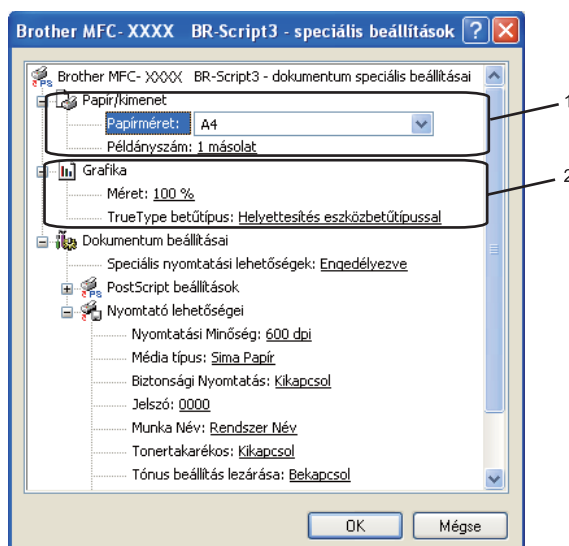 Brother MFC- XXXX BR-Script3 - speciális beállítások
Brother MFC- XXXX BR-Script3 - dokumentum speciális beállításai
Papír/kimenet
Papírméret: A4
1
Példányszám: 1 másolat
Grafika
2
Méret: 100 %
TrueType betűtípus: Helyettesítés eszközbetűtípussal
Dokumentum beállításai
Speciális nyomtatási lehetőségek: Engedélyezve
PostScript beállítások
Nyomtató lehetőségei
Nyomtatási Minőség: 600 dpi
Média típus: Sima Papír
Biztonsági Nyomtatás: Kikapcsol
Jelszó: 0000
Munka Név: Rendszer Név
Tonertakarékos: Kikapcsol
Tónus beállítás lezárása: Bekapcsol
OK Mégse